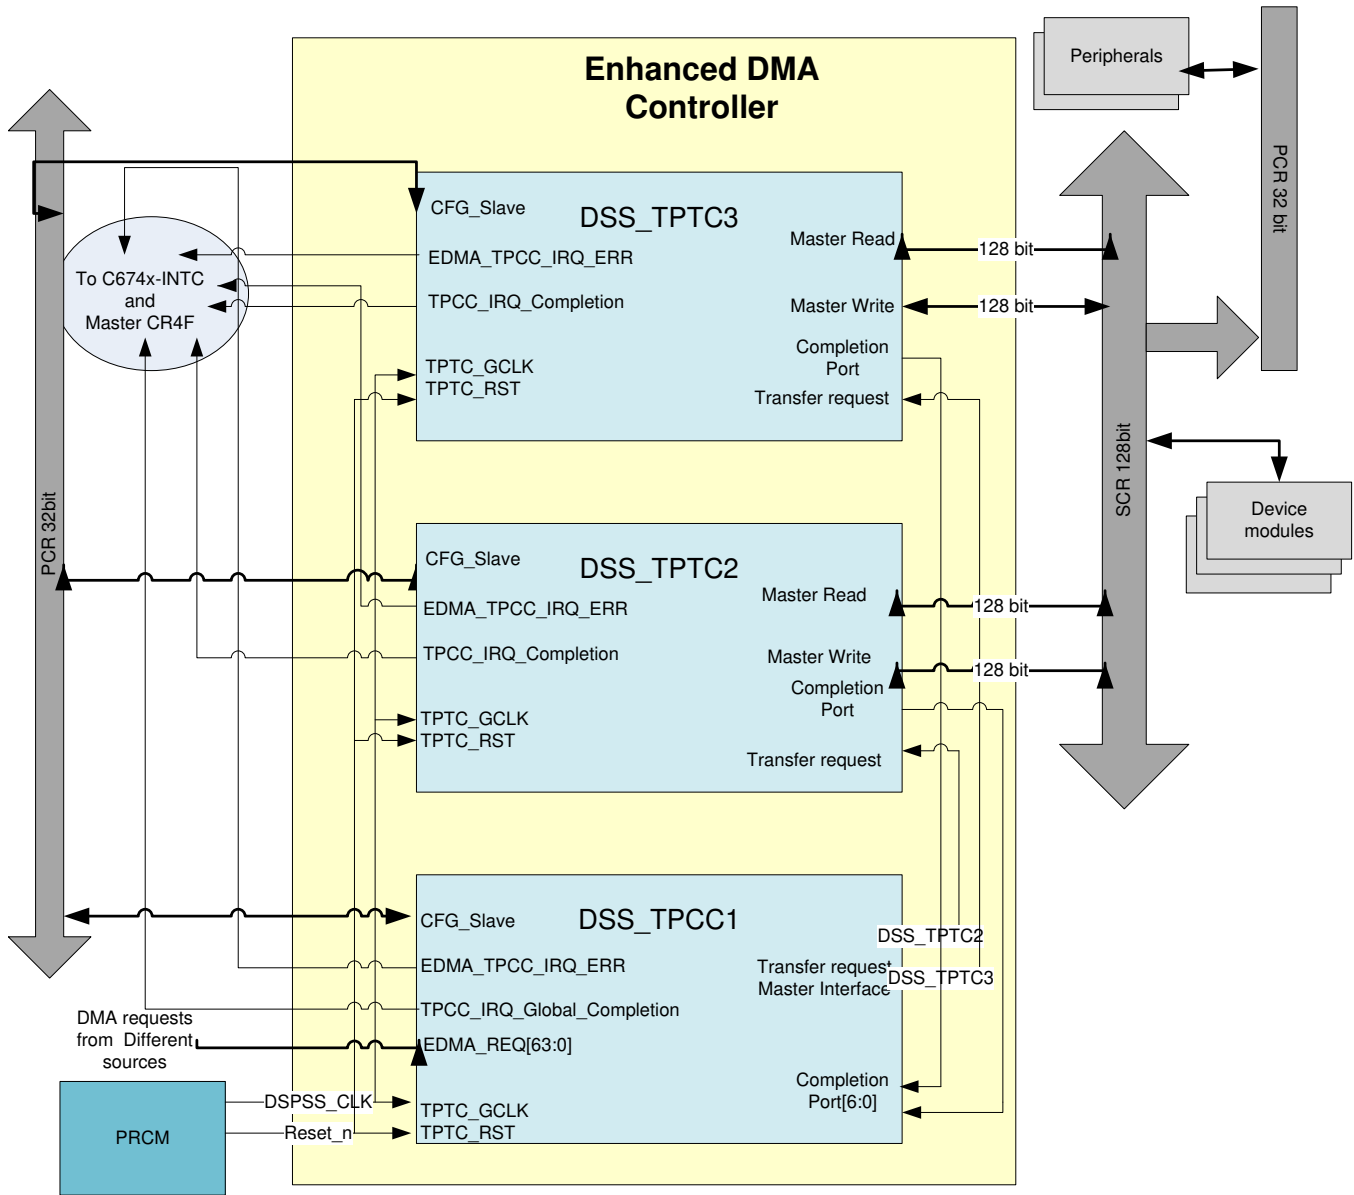 Enhanced DMA
Controller
Peripherals
PCR 32 bit
DSS_TPTC3
CFG_Slave
EDMA_TPCC_IRQ_ERR
TPCC_IRQ_Completion
TPTC_GCLK
TPTC_RST
Master Read
Master Write
Completion
Port
Transfer request
128 bit
128 bit
To C674x-INTC
and
Master CR4F
PCR 32bit
SCR 128bit
Device
modules
DSS_TPTC2
CFG_Slave
EDMA_TPCC_IRQ_ERR
TPCC_IRQ_Completion
TPTC_GCLK
TPTC_RST
Master Read
Master Write
Completion
Port
Transfer request
128 bit
128 bit
DSS_TPCC1
CFG_Slave
EDMA_TPCC_IRQ_ERR
TPCC_IRQ_Global_Completion
EDMA_REQ[63:0]
TPTC_GCLK
TPTC_RST
DSS_TPTC2
Transfer request
Master Interface
DSS_TPTC3
Completion
Port[6:0]
DMA requests
from Different
sources
DSPSS_CLK
Reset_n
PRCM